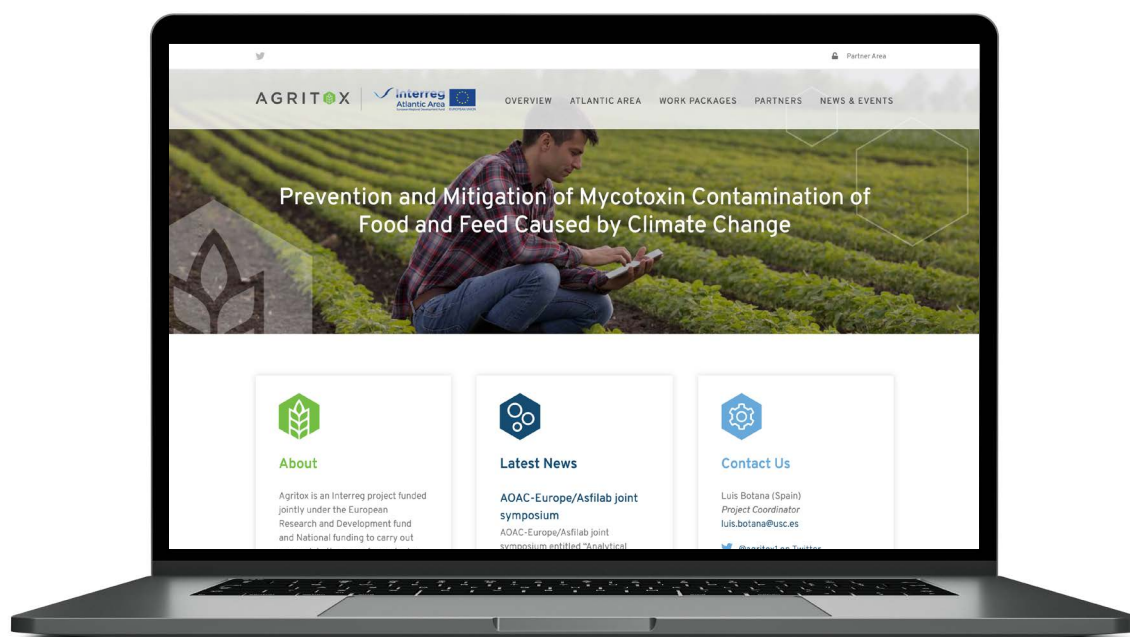 Partner Area
AGRITOX
Interreg
Atlantic Area
OVERVIEW ATLANTIC AREA WORK PACKAGES PARTNERS NEWS & EVENTS
Prevention and Mitigation of Mycotoxin Contamination of
Food and Feed Caused by Climate Change
About
Agritox is an Interreg project funded
jointly under the European
Research and Development fund
and National funding to carry out
Latest News
AOAC-Europe/Asfilab joint
symposium
AOAC-Europe/Asfilab joint
symposium entitled "Analytical
Contact Us
Luis Botana (Spain)
Project Coordinator
luis.botana@usc.es
@agritox1 on Twitter